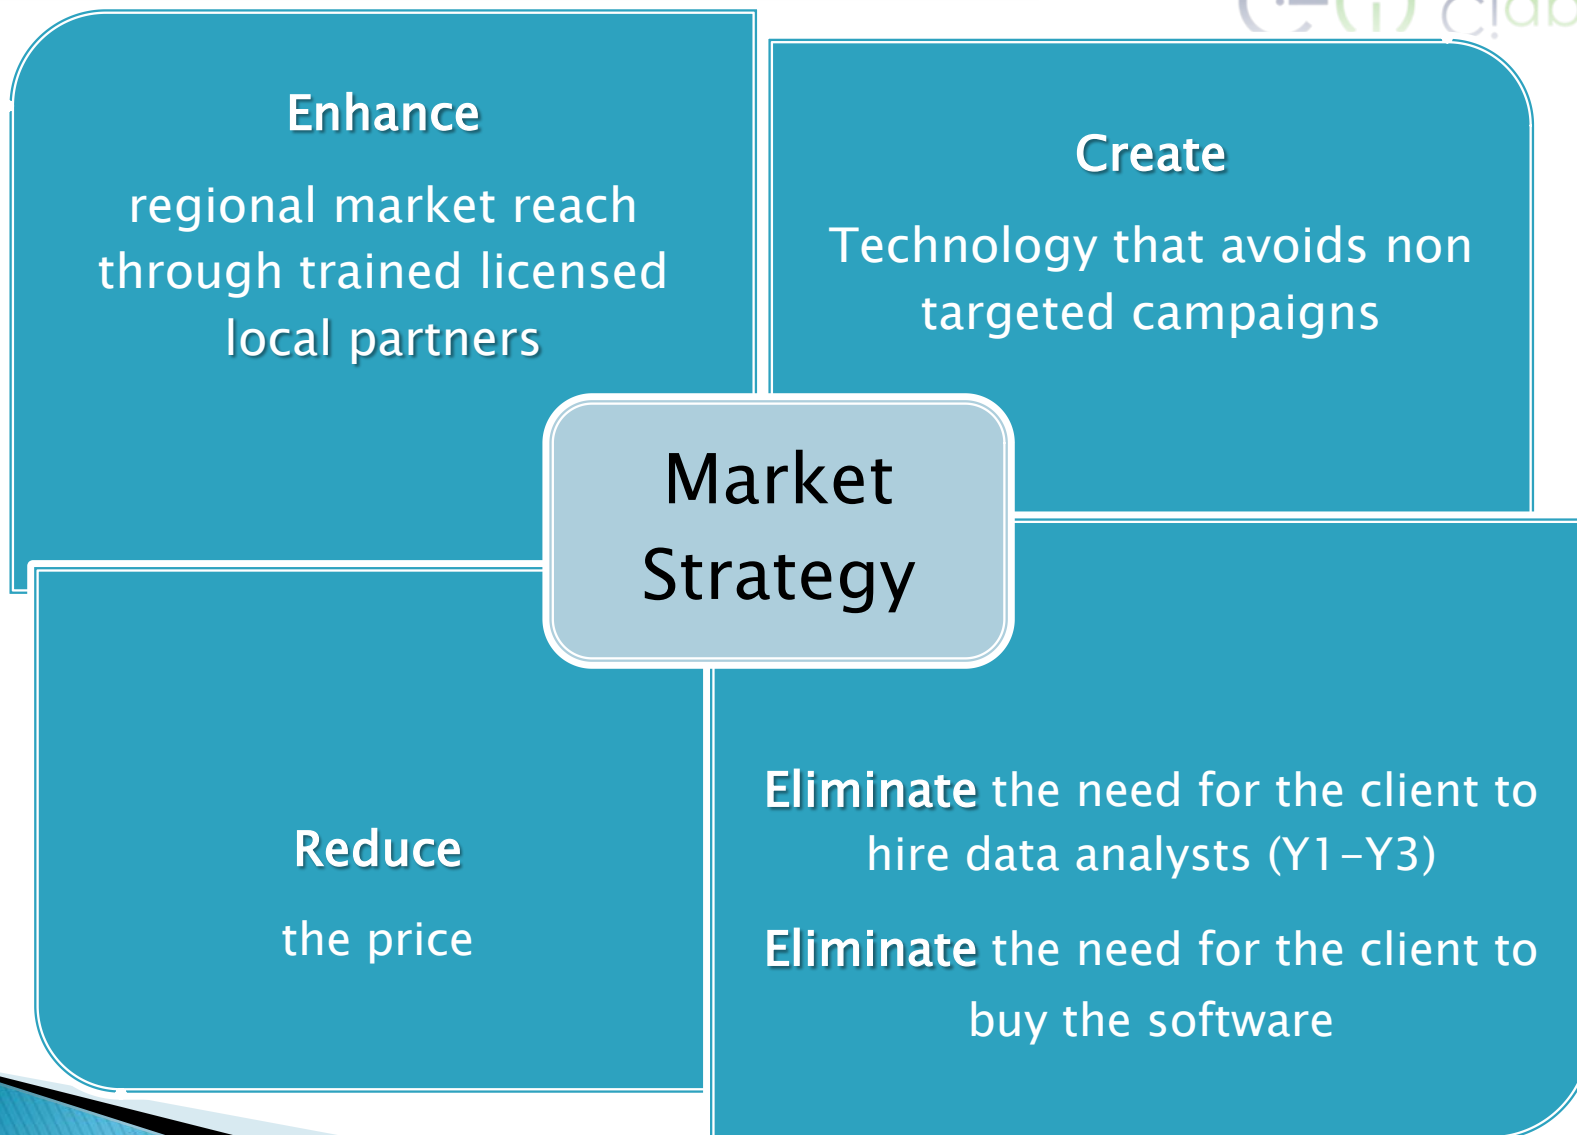 Enhance
regional market reach
through trained licensed
local partners
Create
Technology that avoids non
targeted campaigns
Market
Strategy
Reduce
the price
Eliminate the need for the client to
hire data analysts (Y1-Y3)
Eliminate the need for the client to
buy the software